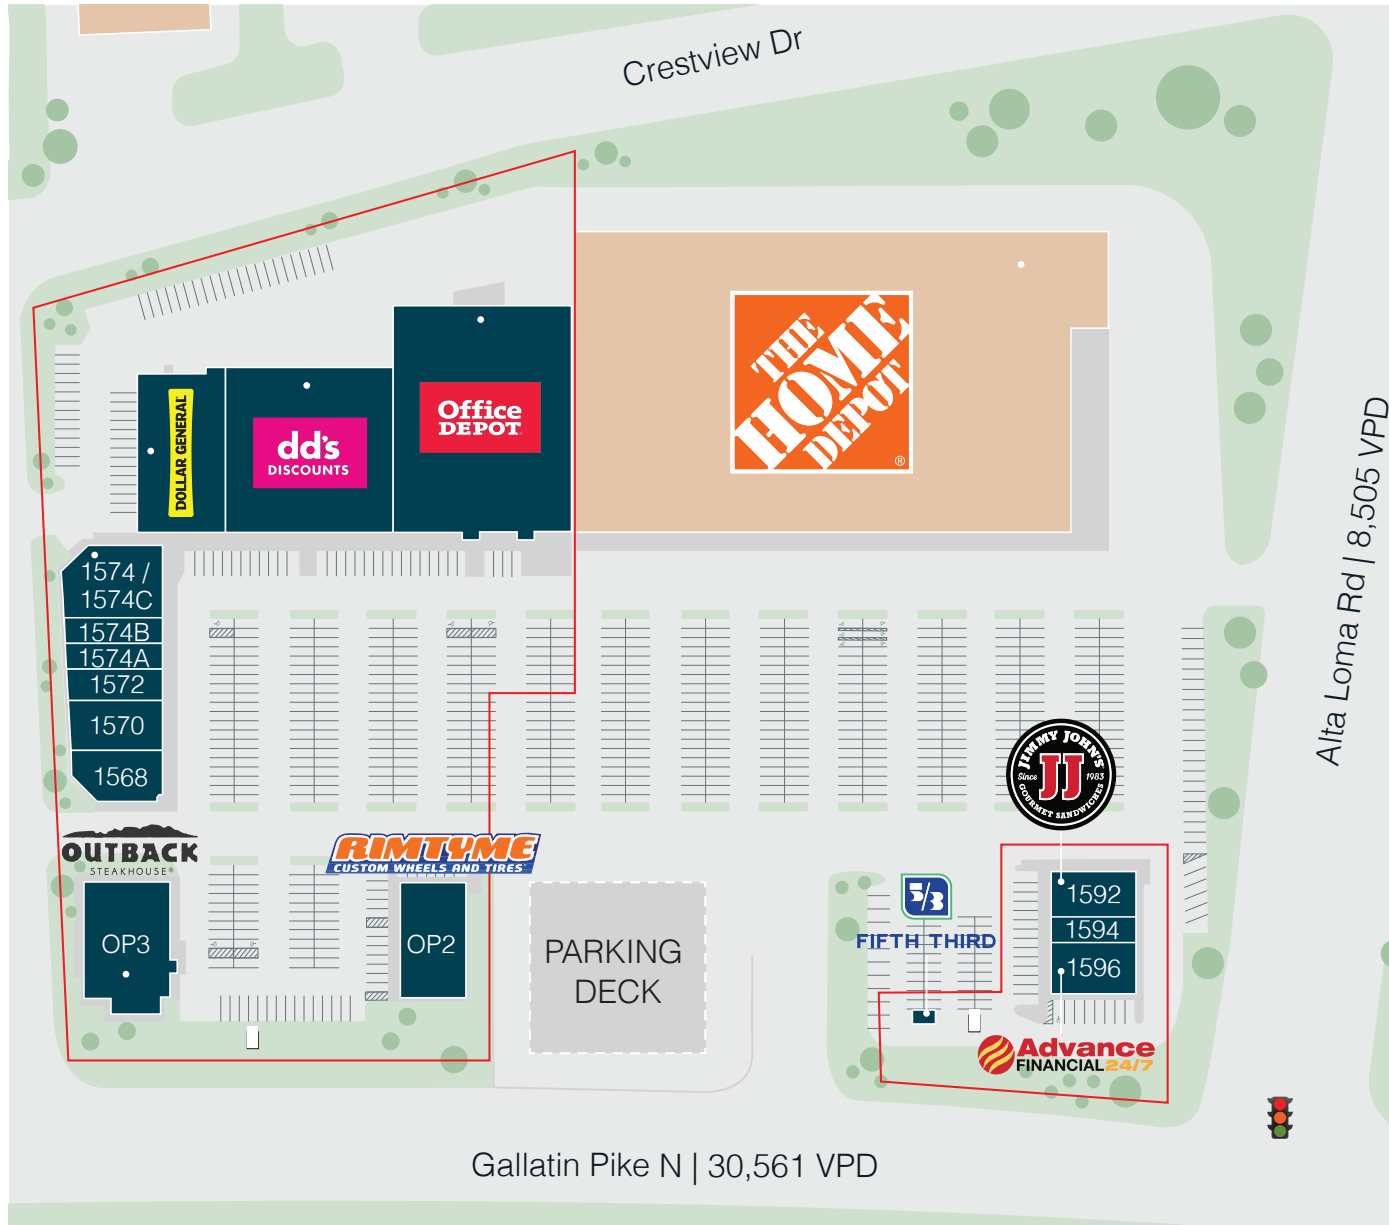 Crestview Dr
THE
HOME
DEPOT
®
Office
DEPOT
dd's
DISCOUNTS
DOLLAR GENERAL
Alta Loma Rd | 8,505 VPD
1574 /
1574C
1574B
1574A
1572
1570
1568
JIMMY JOHN'S
Since
JJ
1983
GOURMET SANDWICHES
OUTBACK
STEAKHOUSE®
RIMTYME
CUSTOM WHEELS AND TIRES
OP3
OP2
PARKING
DECK
5/3
FIFTH THIRD
1592
1594
1596
Advance
FINANCIAL 24/7
Gallatin Pike N | 30,561 VPD